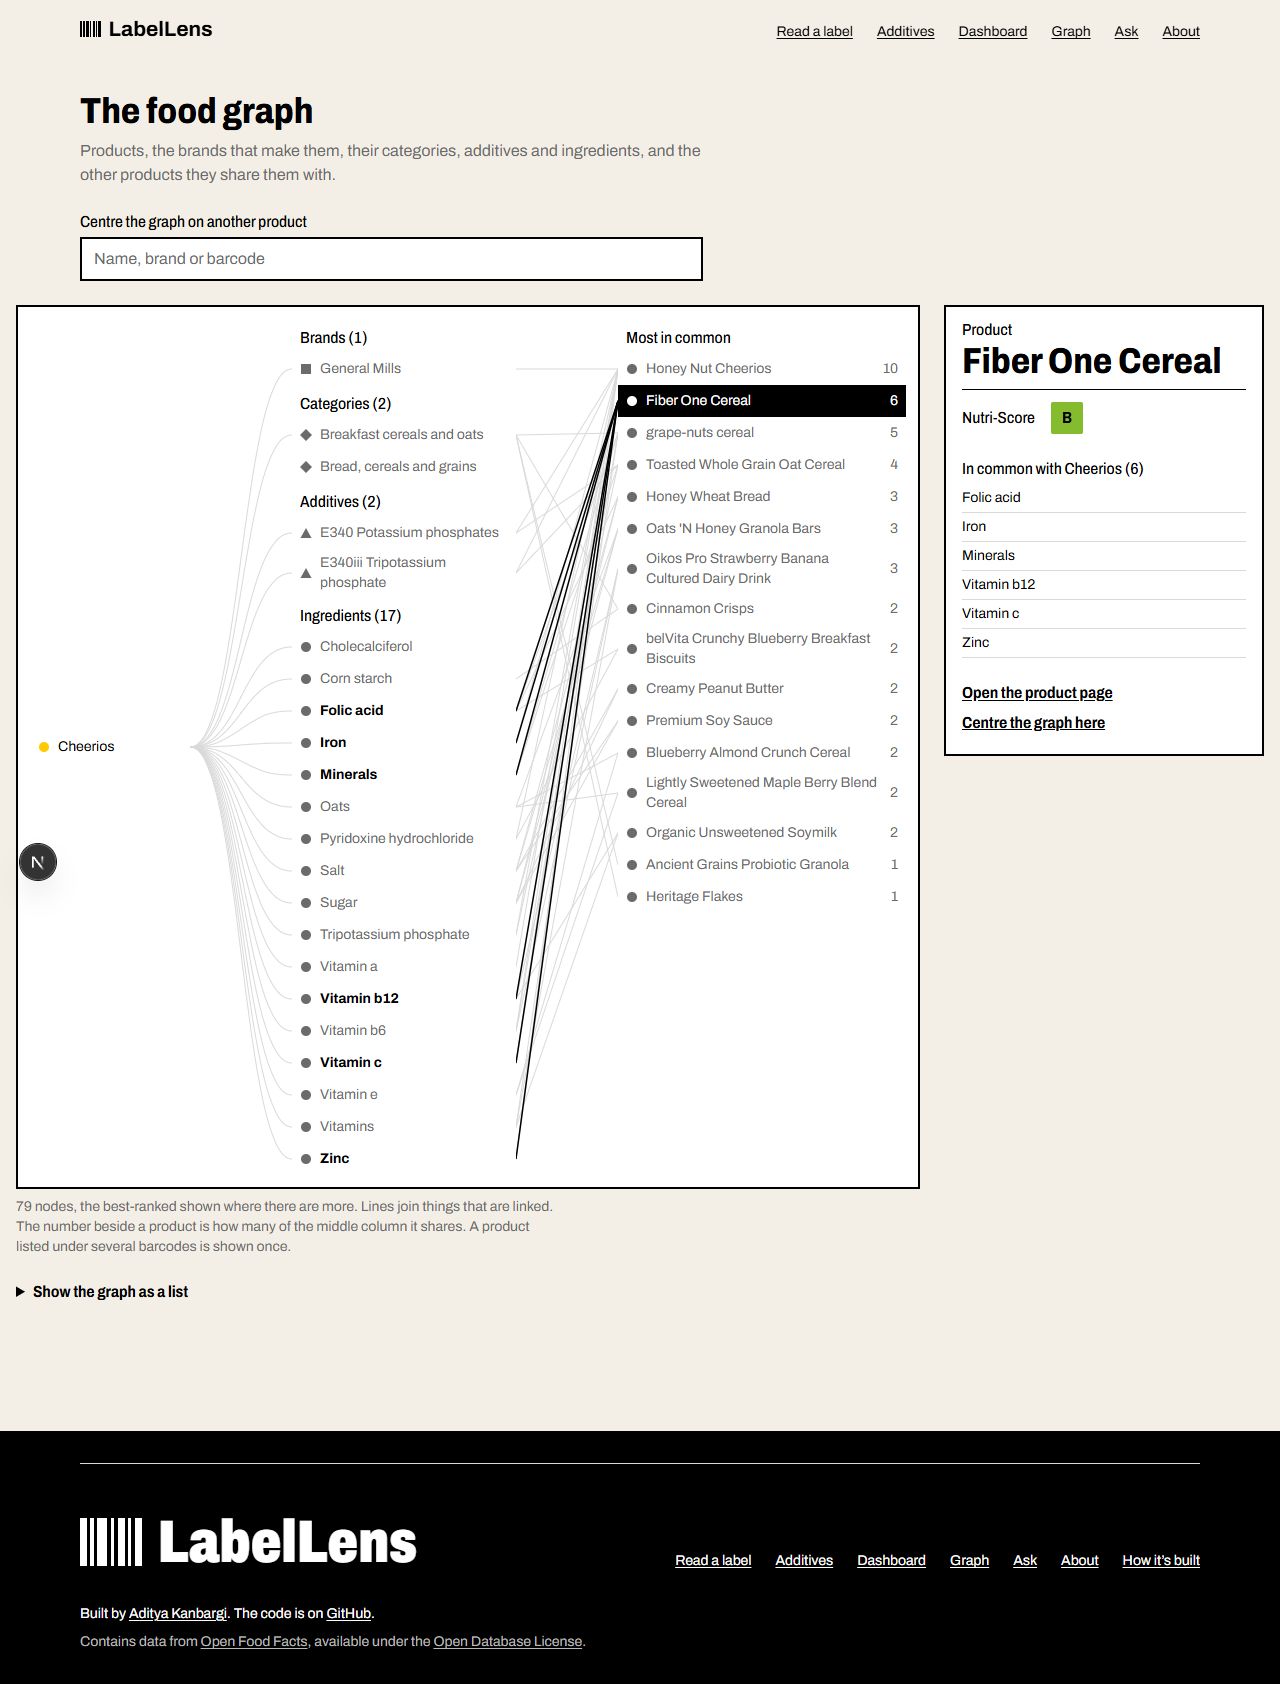 LabelLens
Read a label
Additives
Dashboard
Graph
Ask
About
The food graph
Products, the brands that make them, their categories, additives and ingredients, and the
other products they share them with.
Centre the graph on another product
Name, brand or barcode
Cheerios
N
Brands (1)
General Mills
Categories (2)
Breakfast cereals and oats
Bread, cereals and grains
Additives (2)
E340 Potassium phosphates
E340iii Tripotassium
phosphate
Ingredients (17)
Cholecalciferol
Corn starch
Folic acid
Iron
Minerals
Oats
Pyridoxine hydrochloride
Salt
Sugar
Tripotassium phosphate
Vitamin a
Vitamin b12
Vitamin b6
Vitamin c
Vitamin e
Vitamins
Zinc
Most in common
Honey Nut Cheerios 10
Fiber One Cereal 6
grape-nuts cereal 5
Toasted Whole Grain Oat Cereal 4
Honey Wheat Bread 3
Oats 'N Honey Granola Bars 3
Oikos Pro Strawberry Banana
Cultured Dairy Drink 3
Cinnamon Crisps 2
belVita Crunchy Blueberry Breakfast
Biscuits 2
Creamy Peanut Butter 2
Premium Soy Sauce 2
Blueberry Almond Crunch Cereal 2
Lightly Sweetened Maple Berry Blend
Cereal 2
Organic Unsweetened Soymilk 2
Ancient Grains Probiotic Granola 1
Heritage Flakes 1
Product
Fiber One Cereal
Nutri-Score B
In common with Cheerios (6)
Folic acid
Iron
Minerals
Vitamin b12
Vitamin c
Zinc
Open the product page
Centre the graph here
79 nodes, the best-ranked shown where there are more. Lines join things that are linked.
The number beside a product is how many of the middle column it shares. A product
listed under several barcodes is shown once.
Show the graph as a list
LabelLens
Read a label
Additives
Dashboard
Graph
Ask
About
How it's built
Built by Aditya Kanbargi. The code is on GitHub.
Contains data from Open Food Facts, available under the Open Database License.